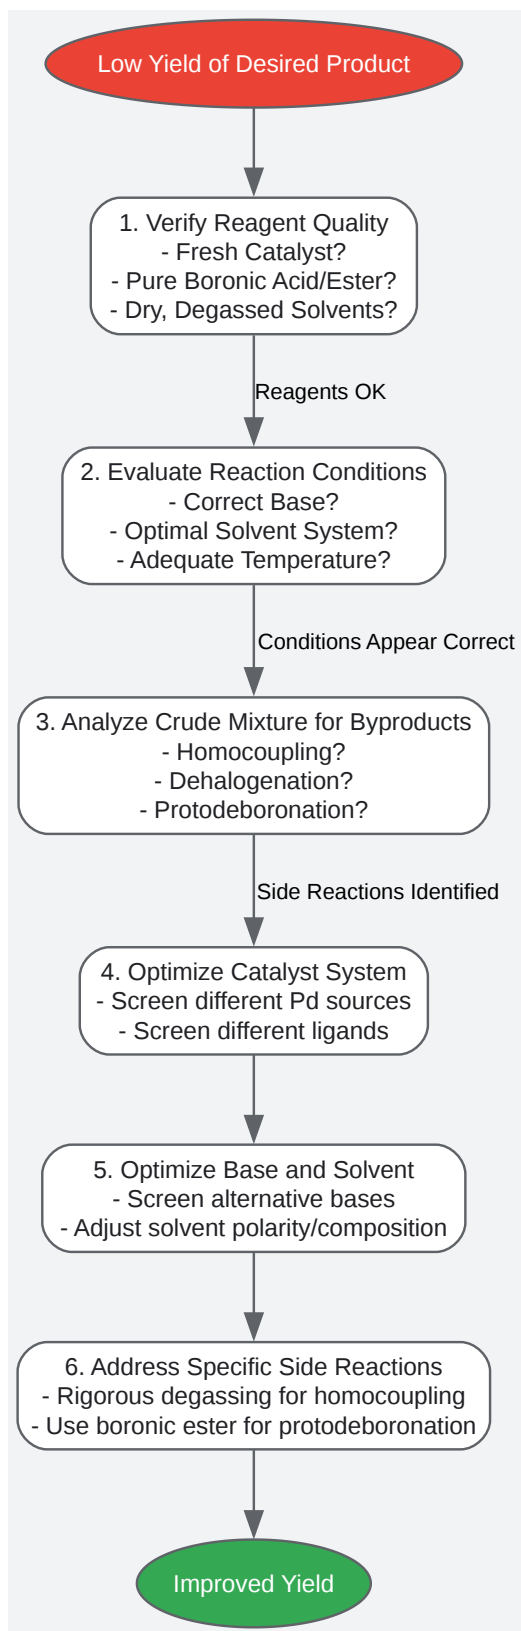 Low Yield of Desired Product
1. Verify Reagent Quality
- Fresh Catalyst?
- Pure Boronic Acid/Ester?
- Dry, Degassed Solvents?
Reagents OK
2. Evaluate Reaction Conditions
- Correct Base?
- Optimal Solvent System?
- Adequate Temperature?
Conditions Appear Correct
3. Analyze Crude Mixture for Byproducts
- Homocoupling?
- Dehalogenation?
- Protodeboronation?
Side Reactions Identified
4. Optimize Catalyst System
- Screen different Pd sources
- Screen different ligands
5. Optimize Base and Solvent
- Screen alternative bases
- Adjust solvent polarity/composition
6. Address Specific Side Reactions
- Rigorous degassing for homocoupling
- Use boronic ester for protodeboronation
Improved Yield